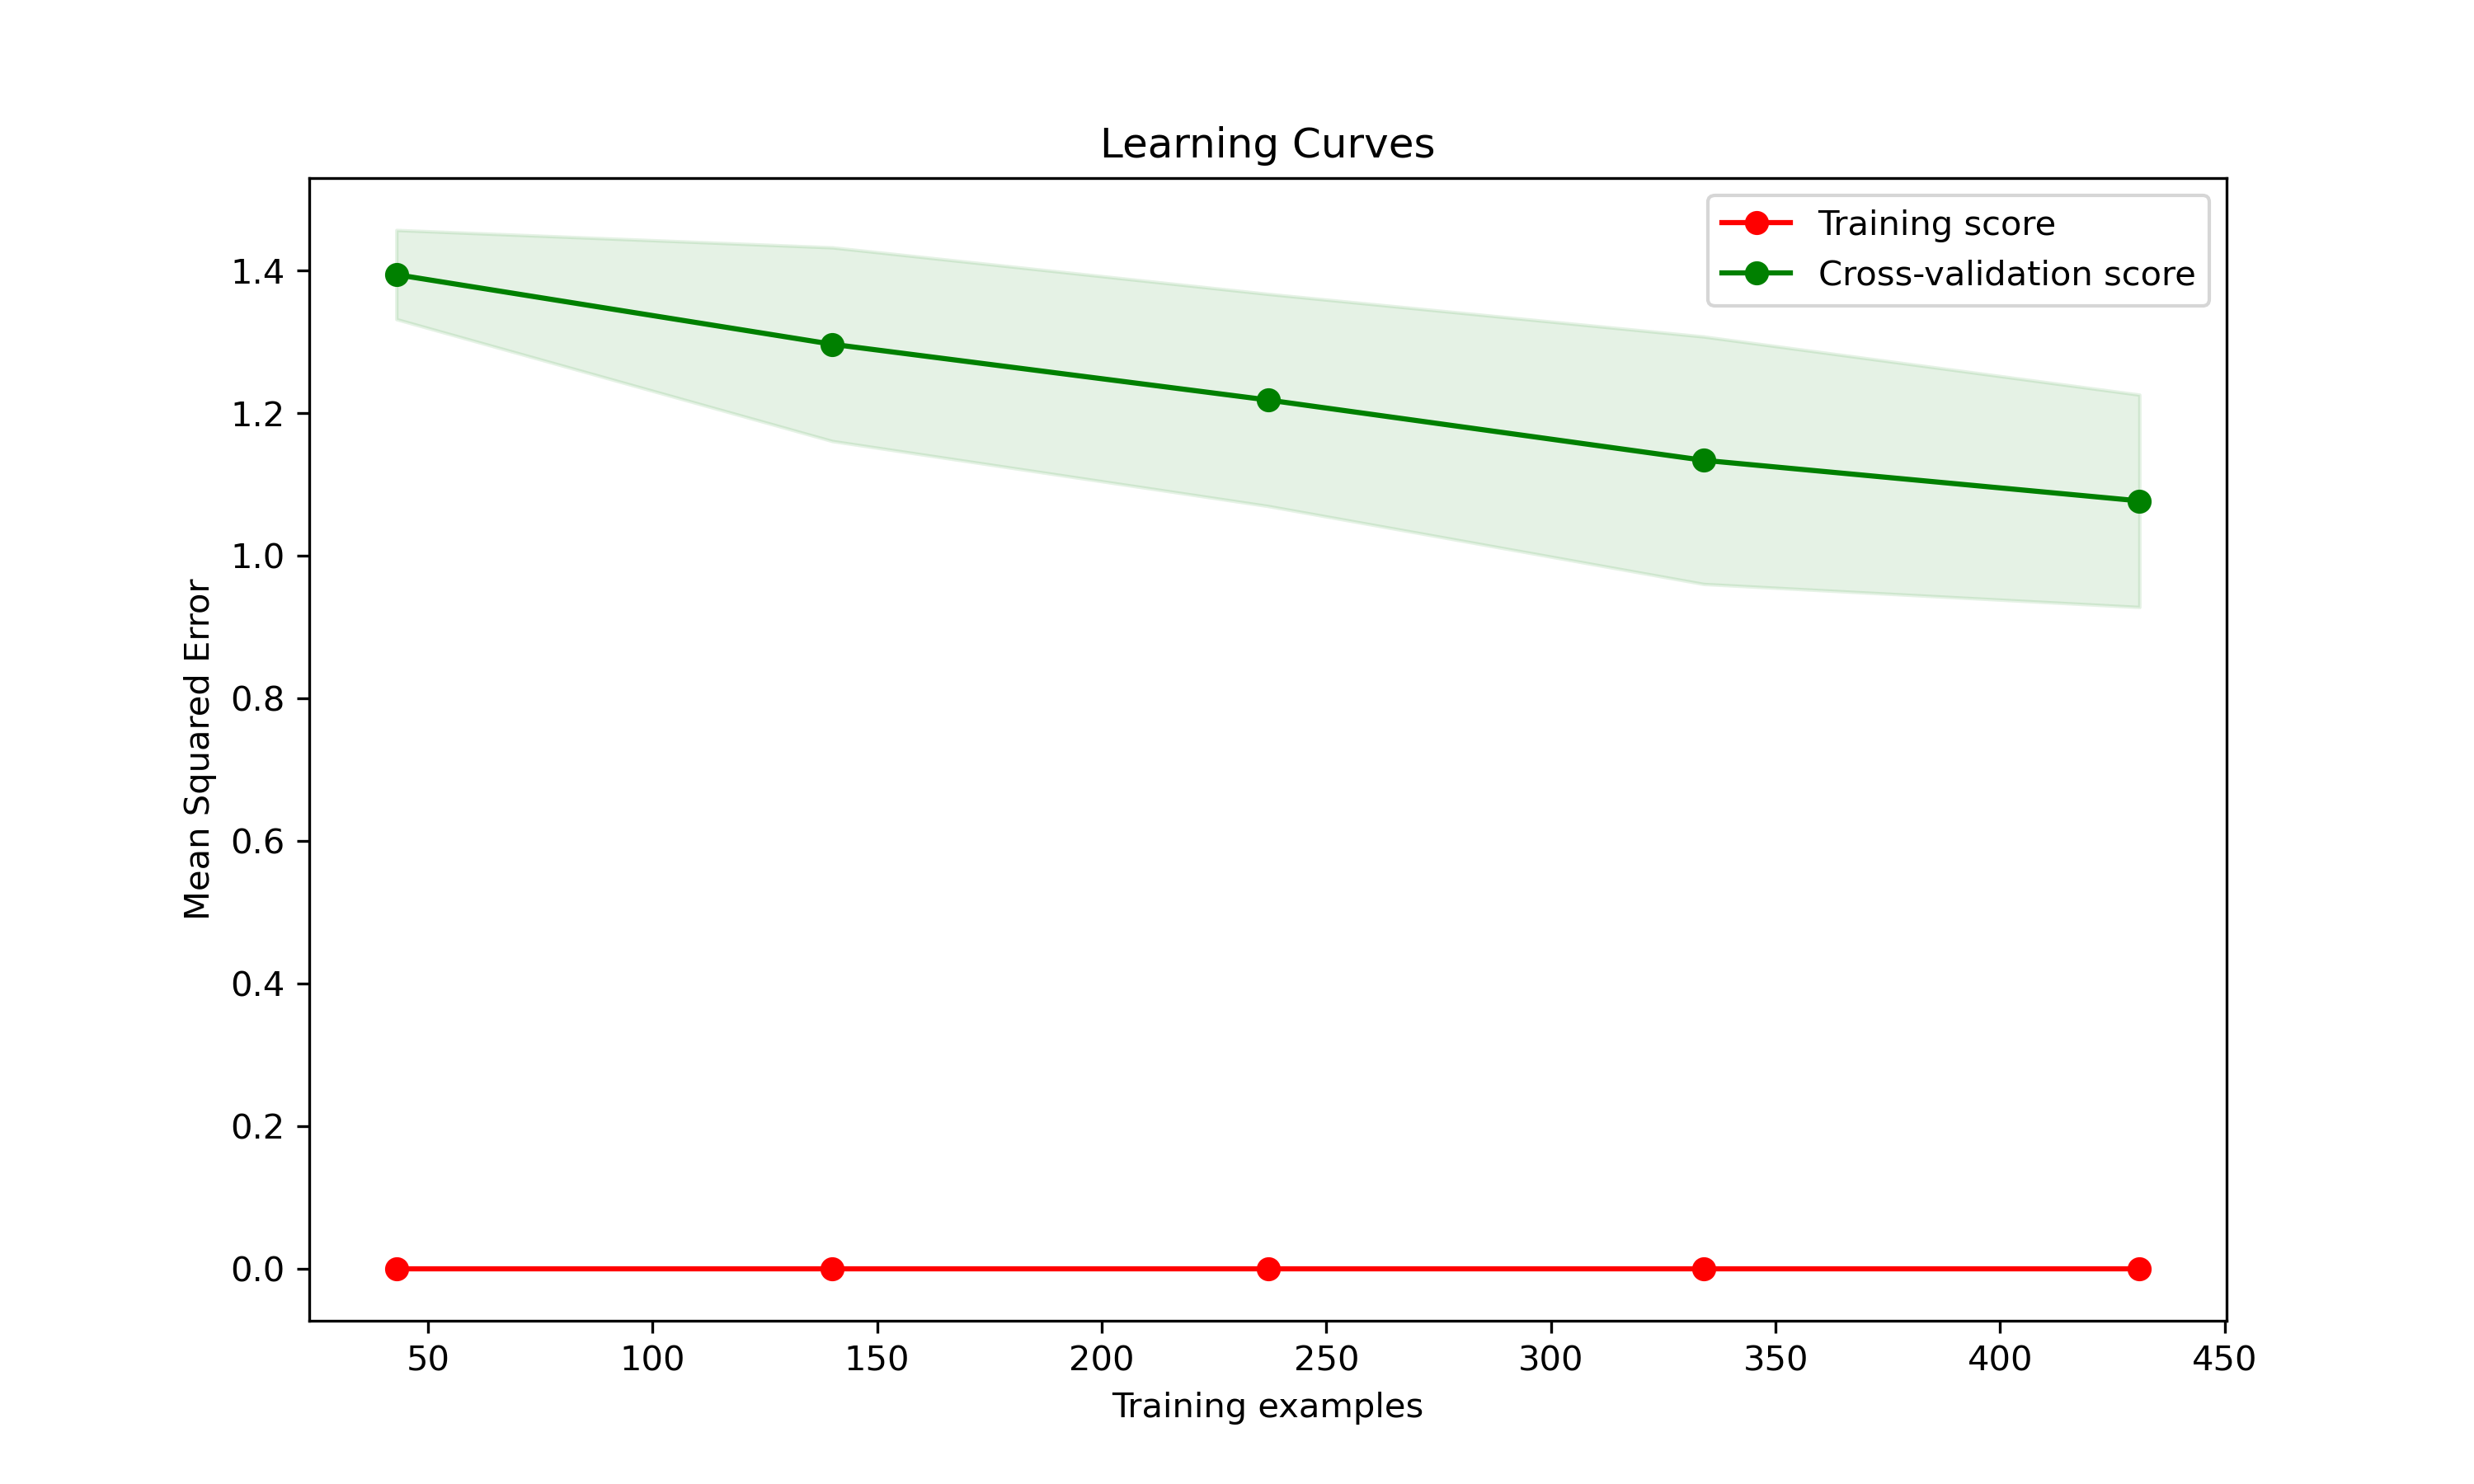 Learning Curves
Training score
Cross-validation score
Mean Squared Error
1.4
1.2
1.0
0.8
0.6
0.4
0.2
0.0
50 100 150 200 250 300 350 400 450
Training examples